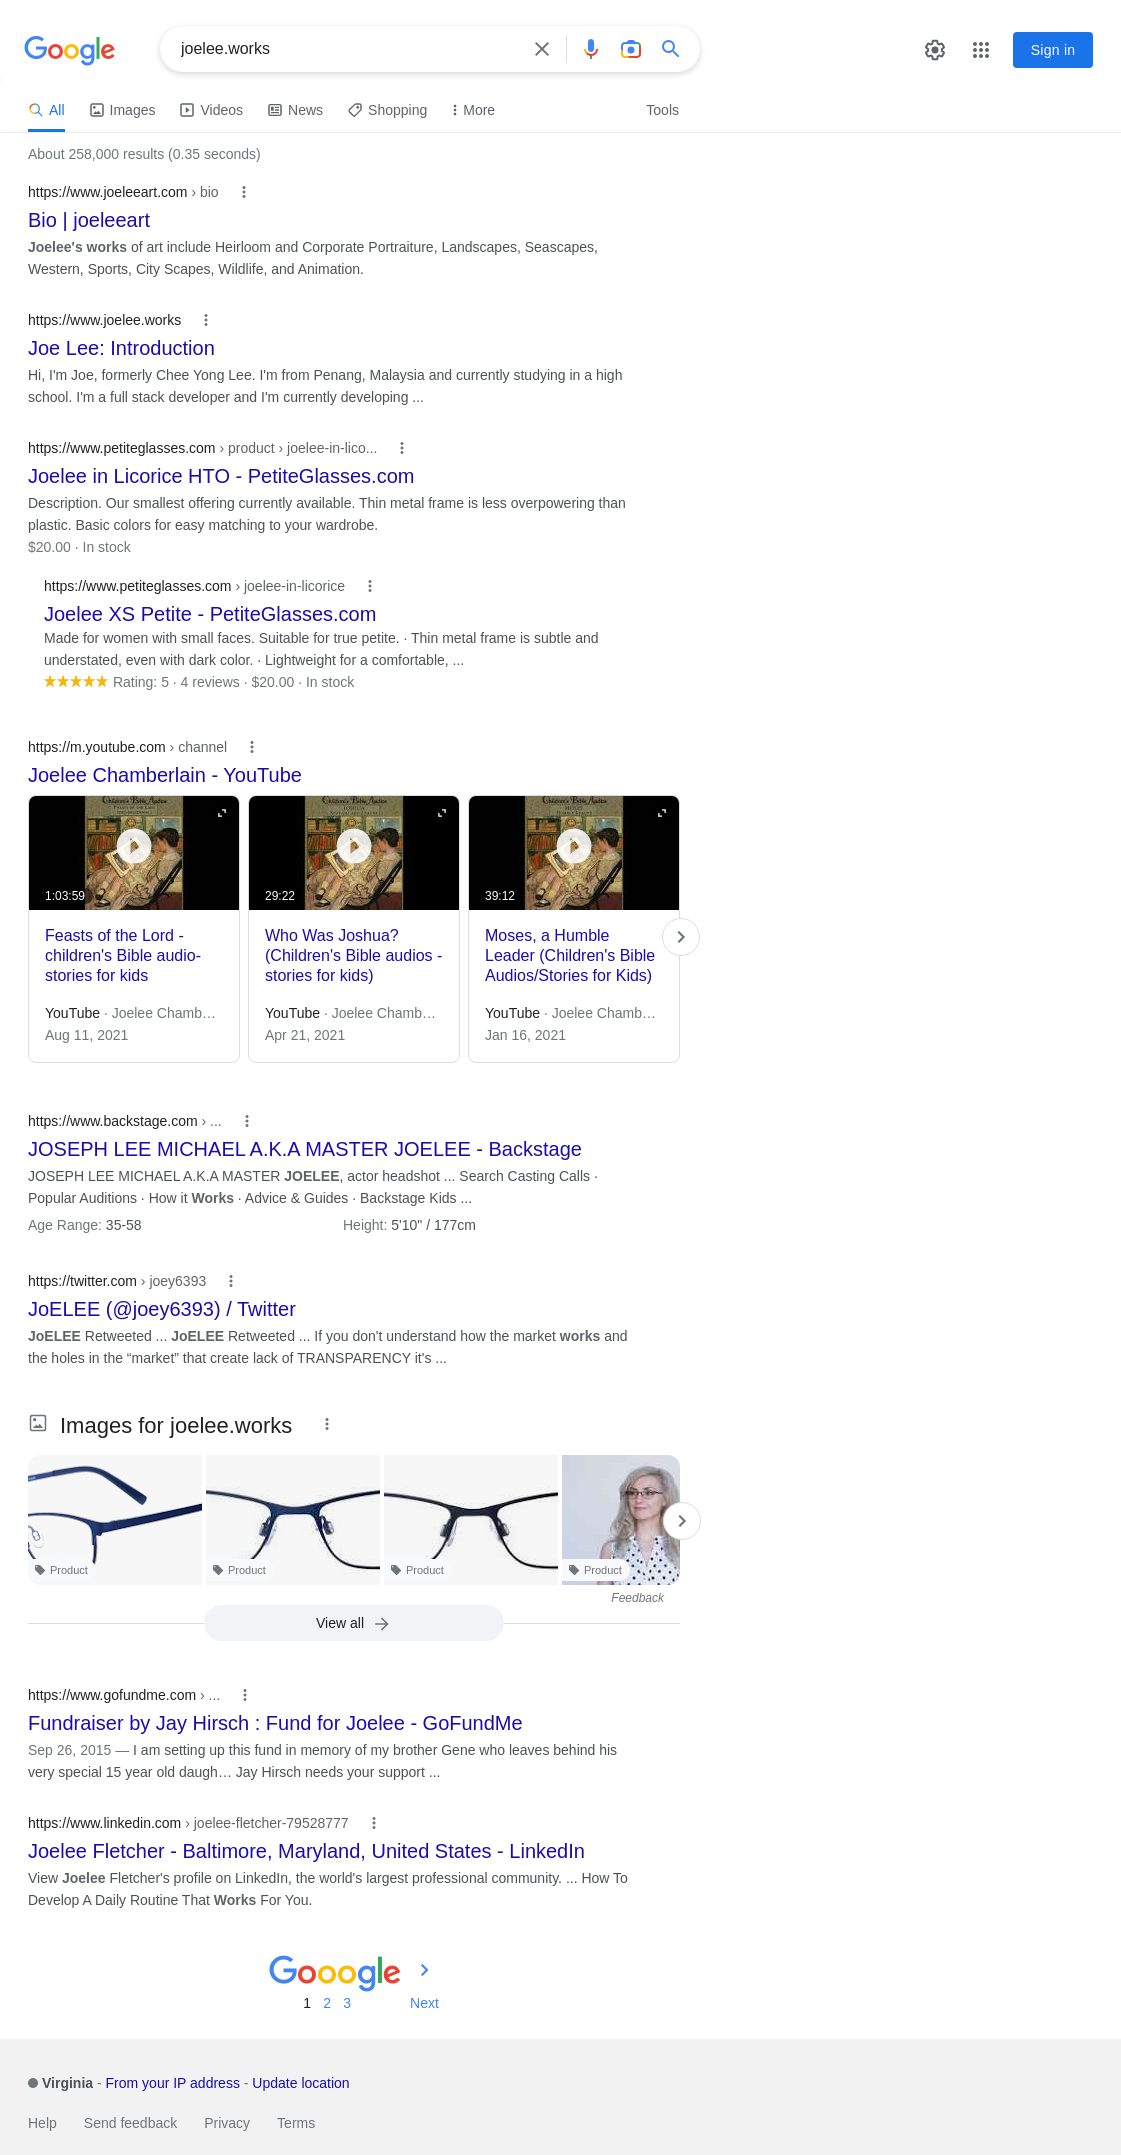 Google
joelee.works
Sign in
All
Images
Videos
News
Shopping
More
Tools
About 258,000 results (0.35 seconds)
https://www.joeleeart.com › bio
Bio | joeleeart
Joelee's works of art include Heirloom and Corporate Portraiture, Landscapes, Seascapes,
Western, Sports, City Scapes, Wildlife, and Animation.
https://www.joelee.works
Joe Lee: Introduction
Hi, I'm Joe, formerly Chee Yong Lee. I'm from Penang, Malaysia and currently studying in a high
school. I'm a full stack developer and I'm currently developing ...
https://www.petiteglasses.com › product › joelee-in-lico...
Joelee in Licorice HTO - PetiteGlasses.com
Description. Our smallest offering currently available. Thin metal frame is less overpowering than
plastic. Basic colors for easy matching to your wardrobe.
$20.00 · In stock
https://www.petiteglasses.com › joelee-in-licorice
Joelee XS Petite - PetiteGlasses.com
Made for women with small faces. Suitable for true petite. · Thin metal frame is subtle and
understated, even with dark color. · Lightweight for a comfortable, ...
Rating: 5 · 4 reviews · $20.00 · In stock
https://m.youtube.com › channel
Joelee Chamberlain - YouTube
Children's Bible Audios
Children's Bible Audios
Children's Bible Audios
1:03:59
29:22
39:12
Feasts of the Lord -
children's Bible audio-
stories for kids
YouTube · Joelee Chamb…
Aug 11, 2021
Who Was Joshua?
(Children's Bible audios -
stories for kids)
YouTube · Joelee Chamb…
Apr 21, 2021
Moses, a Humble
Leader (Children's Bible
Audios/Stories for Kids)
YouTube · Joelee Chamb…
Jan 16, 2021
https://www.backstage.com › ...
JOSEPH LEE MICHAEL A.K.A MASTER JOELEE - Backstage
JOSEPH LEE MICHAEL A.K.A MASTER JOELEE, actor headshot ... Search Casting Calls ·
Popular Auditions · How it Works · Advice & Guides · Backstage Kids ...
Age Range: 35-58
Height: 5'10" / 177cm
https://twitter.com › joey6393
JoELEE (@joey6393) / Twitter
JoELEE Retweeted ... JoELEE Retweeted ... If you don't understand how the market works and
the holes in the “market” that create lack of TRANSPARENCY it's ...
Images for joelee.works
Product
Product
Product
Product
Feedback
View all
https://www.gofundme.com › ...
Fundraiser by Jay Hirsch : Fund for Joelee - GoFundMe
Sep 26, 2015 — I am setting up this fund in memory of my brother Gene who leaves behind his
very special 15 year old daugh… Jay Hirsch needs your support ...
https://www.linkedin.com › joelee-fletcher-79528777
Joelee Fletcher - Baltimore, Maryland, United States - LinkedIn
View Joelee Fletcher's profile on LinkedIn, the world's largest professional community. ... How To
Develop A Daily Routine That Works For You.
Gooogle
1 2 3 Next
Virginia - From your IP address - Update location
Help
Send feedback
Privacy
Terms